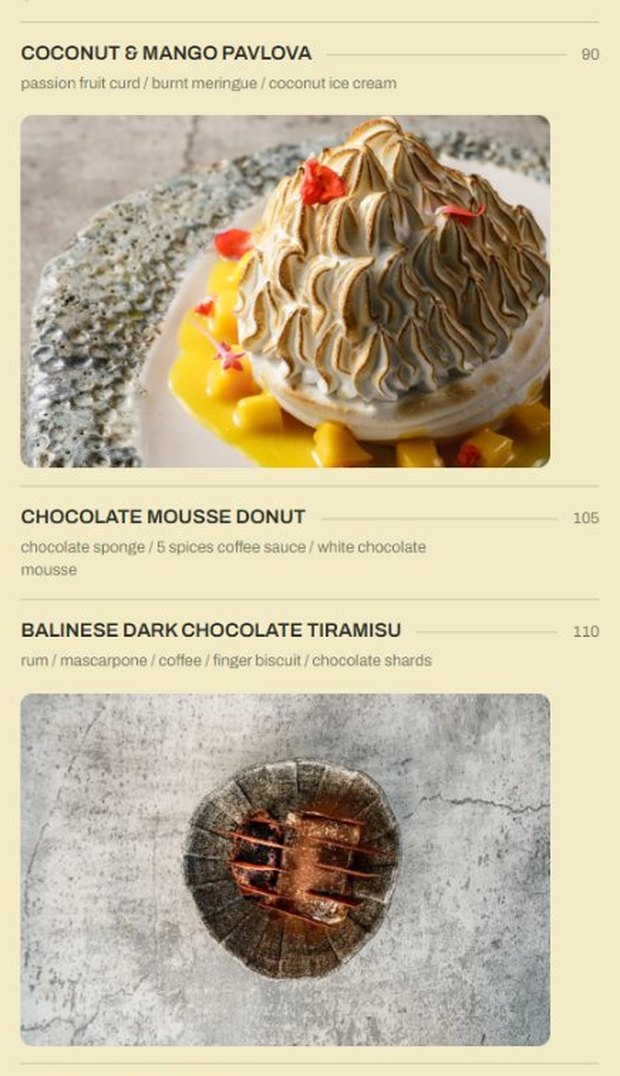 COCONUT & MANGO PAVLOVA 90
passion fruit curd / burnt meringue / coconut ice cream
CHOCOLATE MOUSSE DONUT 105
chocolate sponge / 5 spices coffee sauce / white chocolate
mousse
BALINESE DARK CHOCOLATE TIRAMISU 110
rum / mascarpone / coffee / finger biscuit / chocolate shards